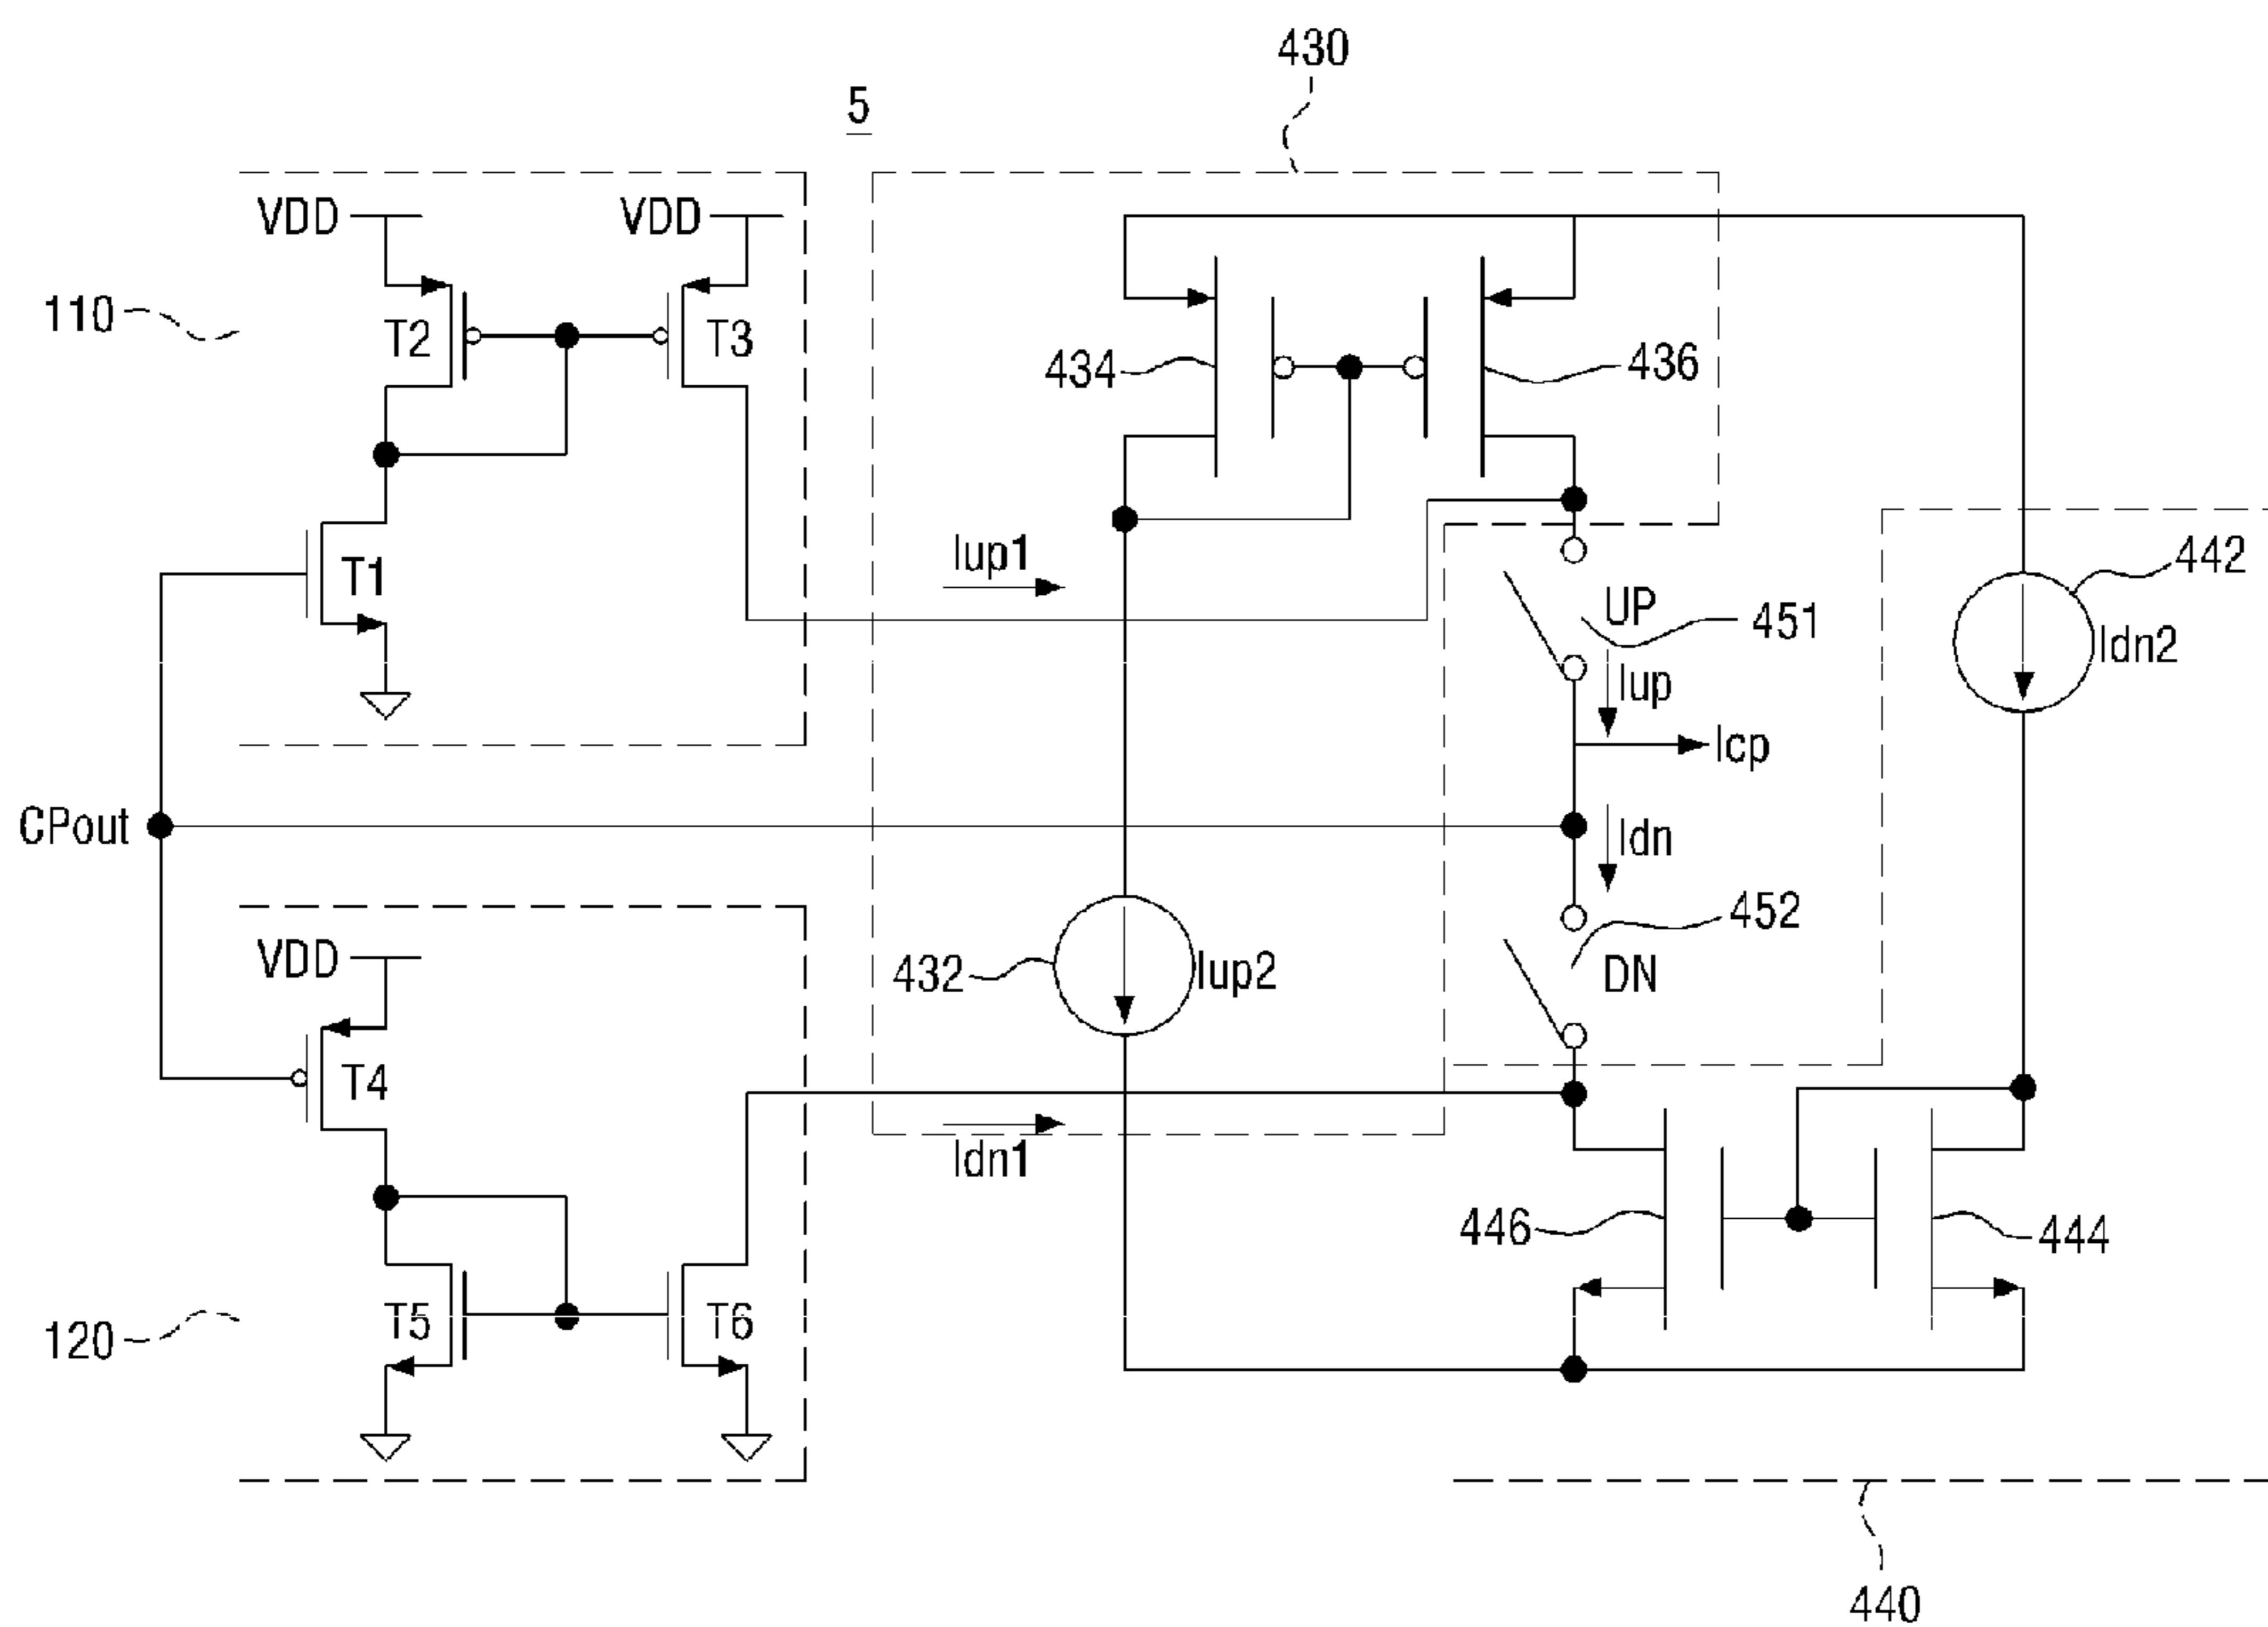 430
5
VDD
VDD
110
T2
T3
434
436
Iup1
T1
UP
451
442
Iup
Idn2
Icp
CPout
Idn
452
VDD
432
Iup2
DN
T4
Idn1
446
444
120
T5
T6
440